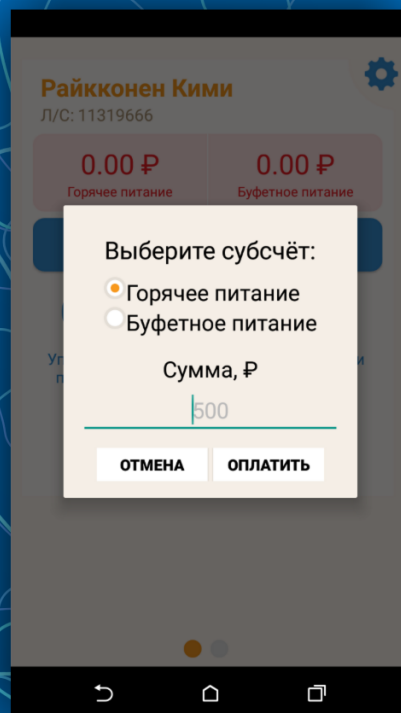 Райкконен Кими
Л/С: 11319666
0.00 ₽ 0.00 ₽
Горячее питание Буфетное питание
Выберите субсчёт:
Горячее питание
Буфетное питание
Сумма, ₽
500
ОТМЕНА ОПЛАТИТЬ